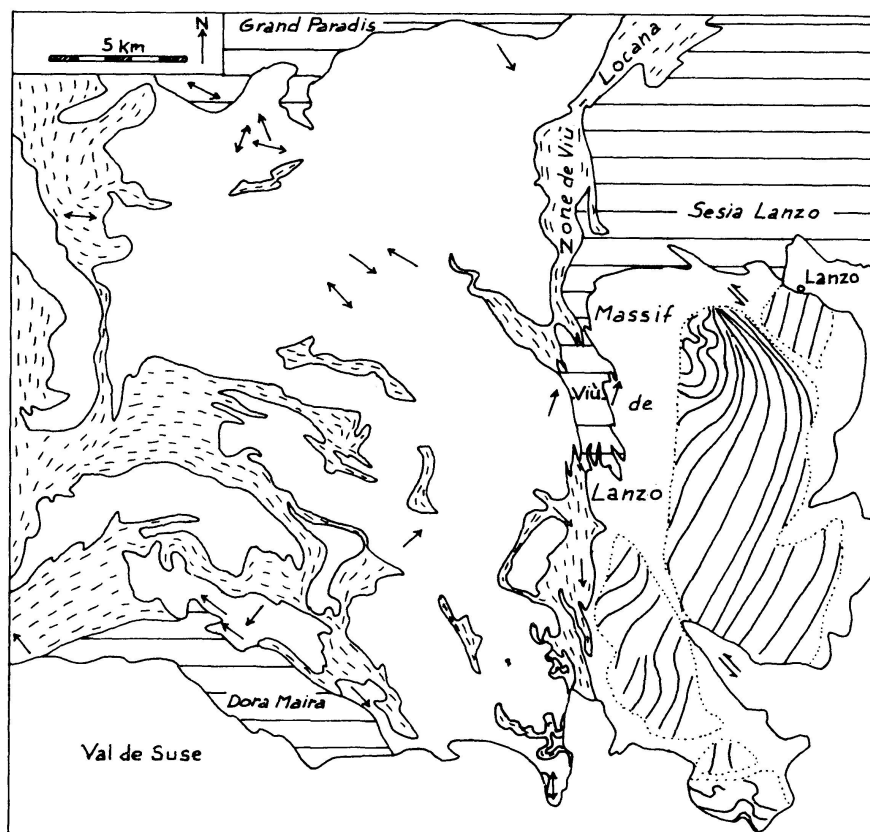 Grand Paradis
N
5 Km
Locana
Zone de Viù
Sesia Lanzo
Lanzo
Massif
Viù
de
Lanzo
Dora Maira
Val de Suse